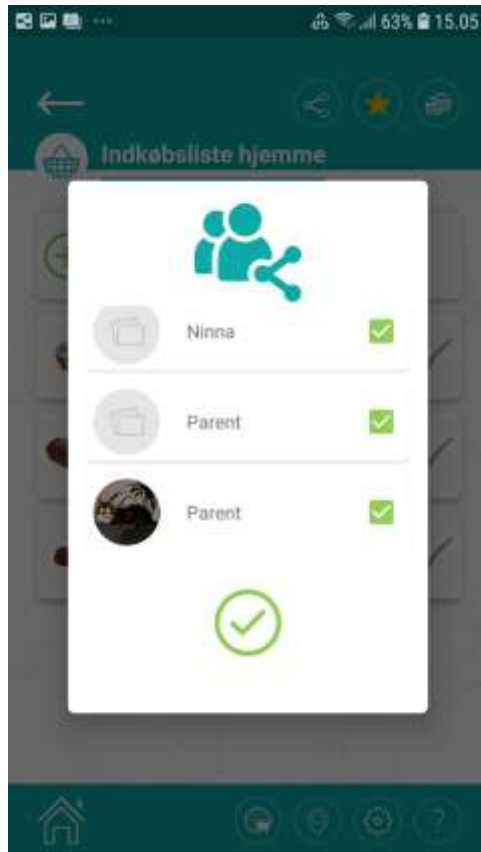 63% 15.05
Indkøbsliste hjemme
Ninna
Parent
Parent
?